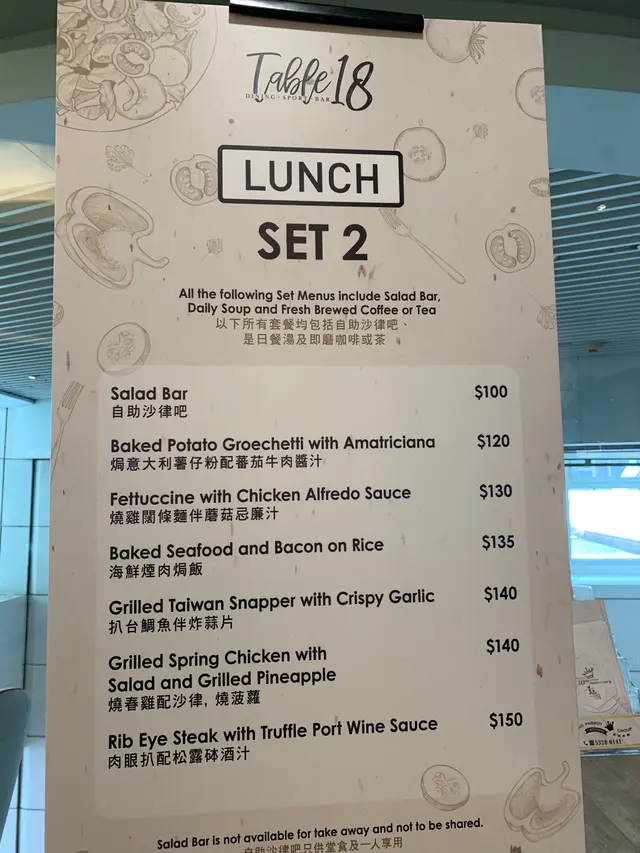 Table 18
DINING · SPORT · BAR
LUNCH
SET 2
All the following Set Menus include Salad Bar,
Daily Soup and Fresh Brewed Coffee or Tea
以下所有套餐均包括自助沙律吧、
是日餐湯及即磨咖啡或茶
Salad Bar $100
自助沙律吧
Baked Potato Groechetti with Amatriciana $120
焗意大利薯仔粉配蕃茄牛肉醬汁
Fettuccine with Chicken Alfredo Sauce $130
燒雞闊條麵伴蘑菇忌廉汁
Baked Seafood and Bacon on Rice $135
海鮮煙肉焗飯
Grilled Taiwan Snapper with Crispy Garlic $140
扒台鯛魚伴炸蒜片
Grilled Spring Chicken with $140
Salad and Grilled Pineapple
燒春雞配沙律, 燒菠蘿
Rib Eye Steak with Truffle Port Wine Sauce $150
肉眼扒配松露砵酒汁
Salad Bar is not available for take away and not to be shared.
自助沙律吧只供堂食及一人享用